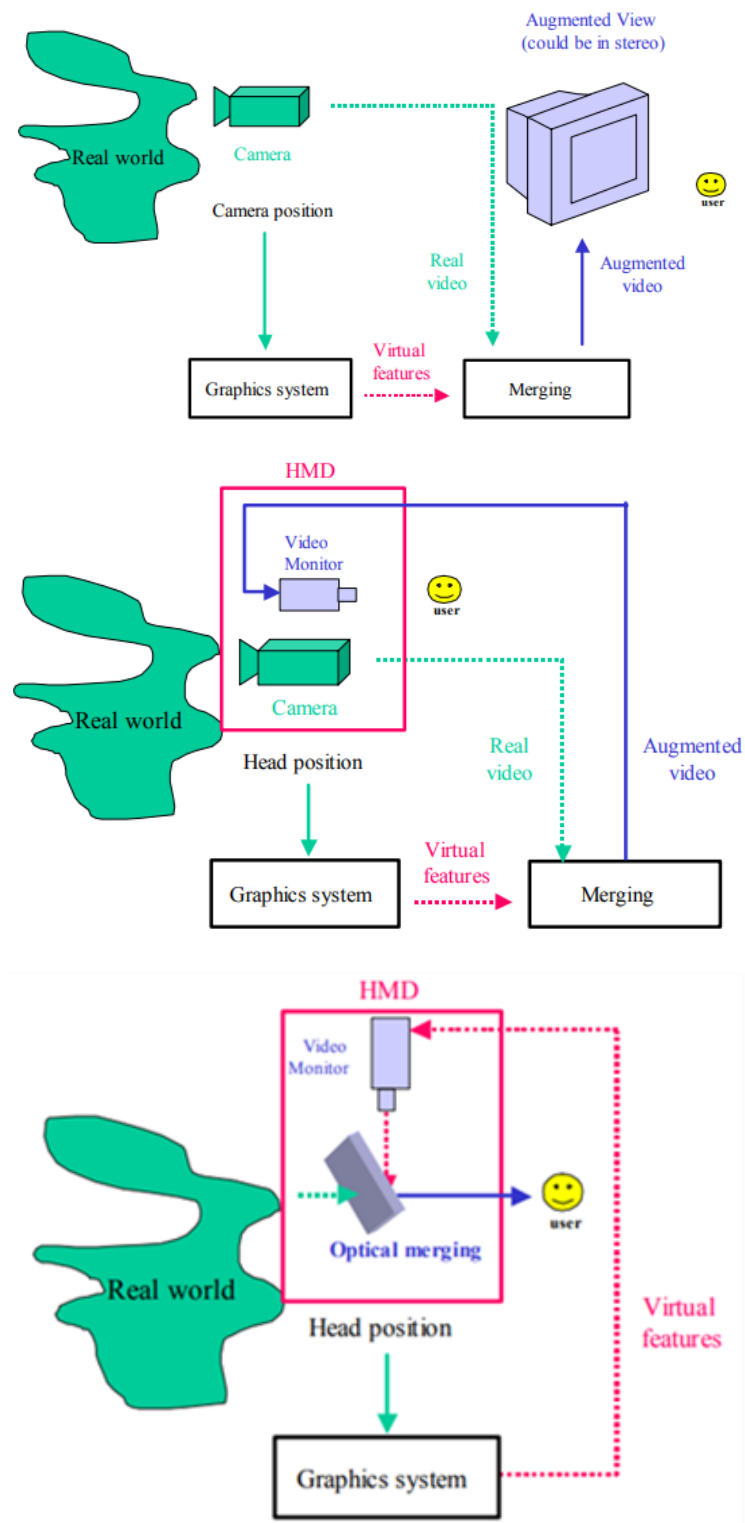 Augmented View
(could be in stereo)
Real world
Camera
user
Camera position
Real
video
Augmented
video
Virtual
features
Graphics system
Merging
HMD
Video
Monitor
user
Real world
Camera
Head position
Real
video
Augmented
video
Virtual
features
Graphics system
Merging
HMD
Video
Monitor
user
Optical merging
Real world
Head position
Virtual
features
Graphics system